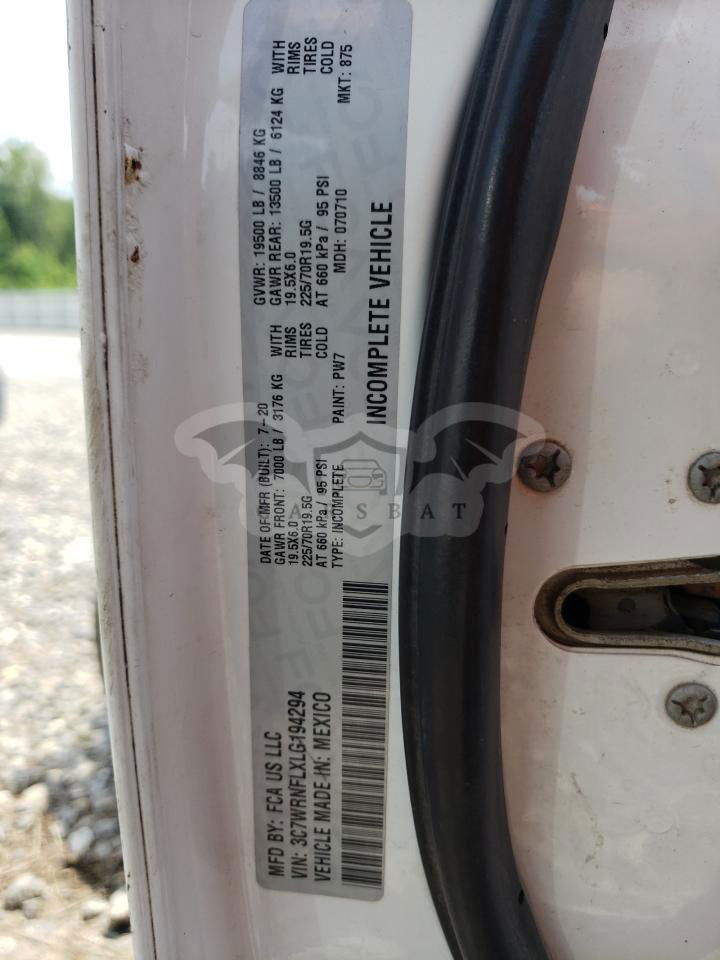 MFD BY: FCA US LLC
DATE OF MFR (BUILT): 7-20
GVWR: 19500 LB / 8846 KG
GAWR FRONT: 7000 LB / 3176 KG WITH
19.5X6.0 RIMS
225/70R19.5G TIRES
AT 660 kPa / 95 PSI COLD
GAWR REAR: 13500 LB / 6124 KG WITH
19.5X6.0 RIMS
225/70R19.5G TIRES
AT 660 kPa / 95 PSI COLD
VIN: 3C7WRNFLXLG194294
TYPE: INCOMPLETE
PAINT: PW7
MDH: 070710
MKT: 875
VEHICLE MADE IN: MEXICO
INCOMPLETE VEHICLE